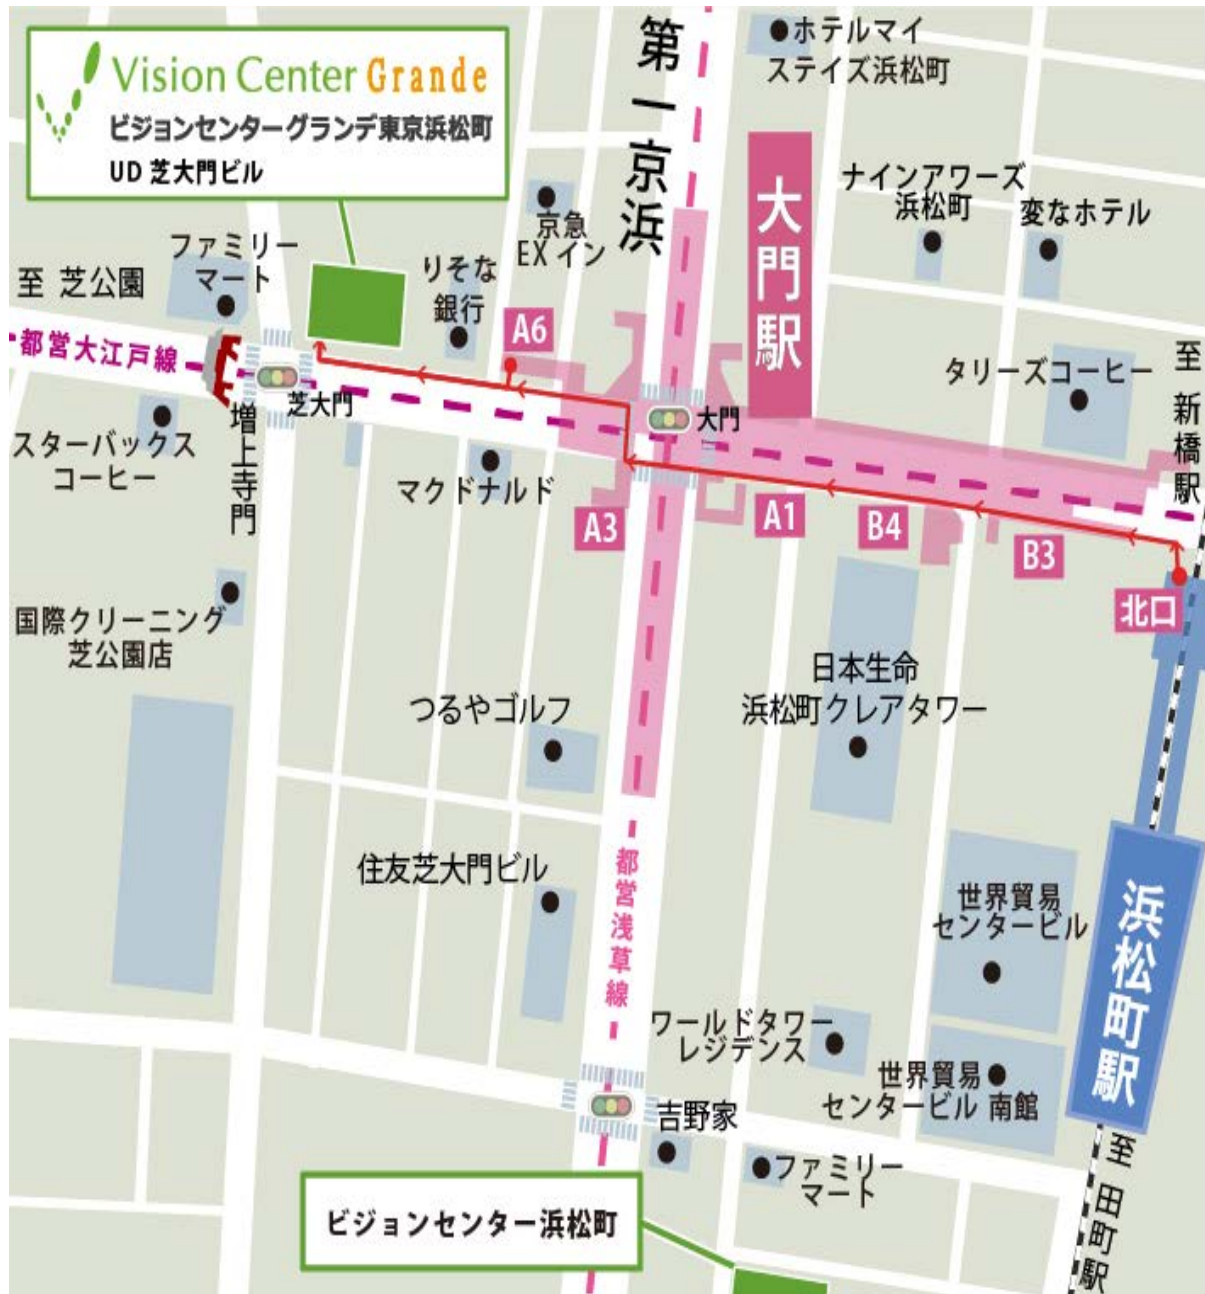 Vision Center Grande
ビジョンセンターグランデ東京浜松町
UD 芝大門ビル
第一京浜
ホテルマイ
ステイズ浜松町
大門駅
ナインアワーズ
浜松町
変なホテル
京急
EX イン
ファミリー
マート
りそな
銀行
至 芝公園
A6
都営大江戸線
至 新橋駅
タリーズコーヒー
芝大門
大門
スターバックス
コーヒー
増上寺門
マクドナルド
A3
A1
B4
B3
北口
国際クリーニング
芝公園店
日本生命
浜松町クレアタワー
つるやゴルフ
住友芝大門ビル
都営浅草線
世界貿易
センタービル
浜松町駅
ワールドタワー
レジデンス
世界貿易
センタービル 南館
吉野家
ファミリー
マート
至 田町駅
ビジョンセンター浜松町